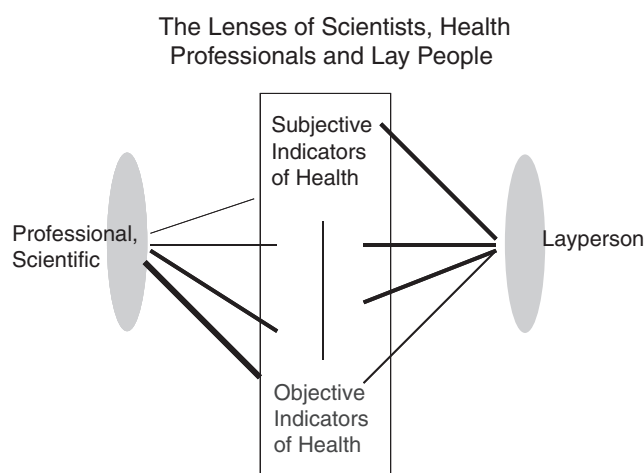 The Lenses of Scientists, Health
Professionals and Lay People
Subjective
Indicators
of Health
Professional,
Scientific
Layperson
Objective
Indicators
of Health